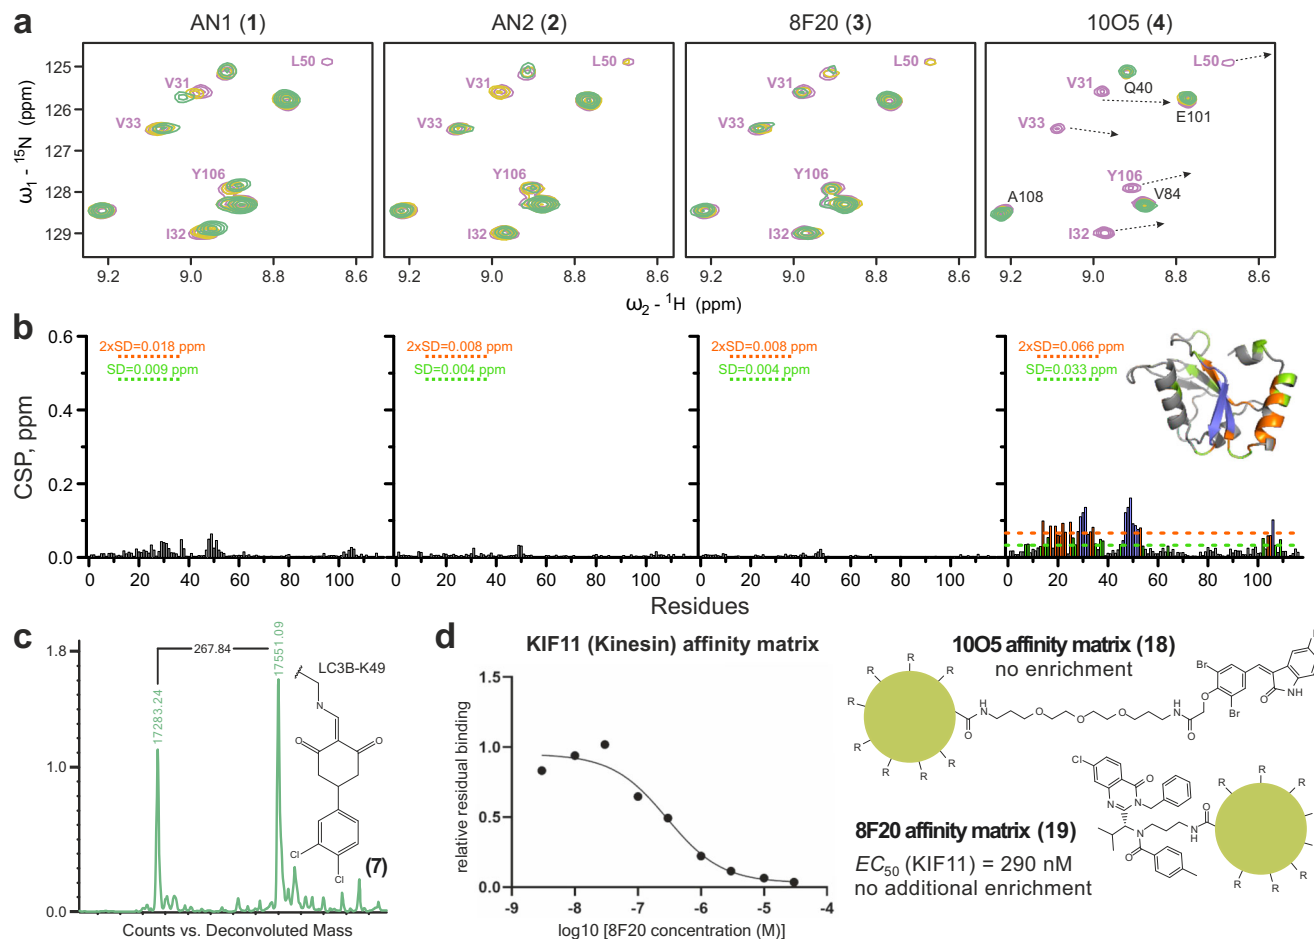 a
AN1 (1)
AN2 (2)
8F20 (3)
10O5 (4)
ω1 - 15N (ppm)
125
126
127
128
129
V31
L50
V33
Y106
I32
V31
L50
V33
Y106
I32
V31
L50
V33
Y106
I32
V31
L50
Q40
E101
V33
Y106
A108
V84
I32
9.2 9.0 8.8 8.6
9.2 9.0 8.8 8.6
9.2 9.0 8.8 8.6
9.2 9.0 8.8 8.6
ω2 - 1H (ppm)
b
CSP, ppm
0.6
0.4
0.2
0.0
2xSD=0.018 ppm
SD=0.009 ppm
2xSD=0.008 ppm
SD=0.004 ppm
2xSD=0.008 ppm
SD=0.004 ppm
2xSD=0.066 ppm
SD=0.033 ppm
0 20 40 60 80 100
0 20 40 60 80 100
0 20 40 60 80 100
0 20 40 60 80 100
Residues
c
1.8
1.0
0.0
17283.24
267.84
17551.09
LC3B-K49
N
O
O
Cl
Cl
(7)
Counts vs. Deconvoluted Mass
d
KIF11 (Kinesin) affinity matrix
relative residual binding
1.5
1.0
0.5
0.0
-9 -8 -7 -6 -5 -4
log10 [8F20 concentration (M)]
10O5 affinity matrix (18)
no enrichment
R
R
R
R
R
R
R
R
R
H
N
O
O
O
O
H
N
O
O
Br
Br
O
NH
8F20 affinity matrix (19)
EC50 (KIF11) = 290 nM
no additional enrichment
Cl
O
N
N
N
O
H
N
O
R
R
R
R
R
R